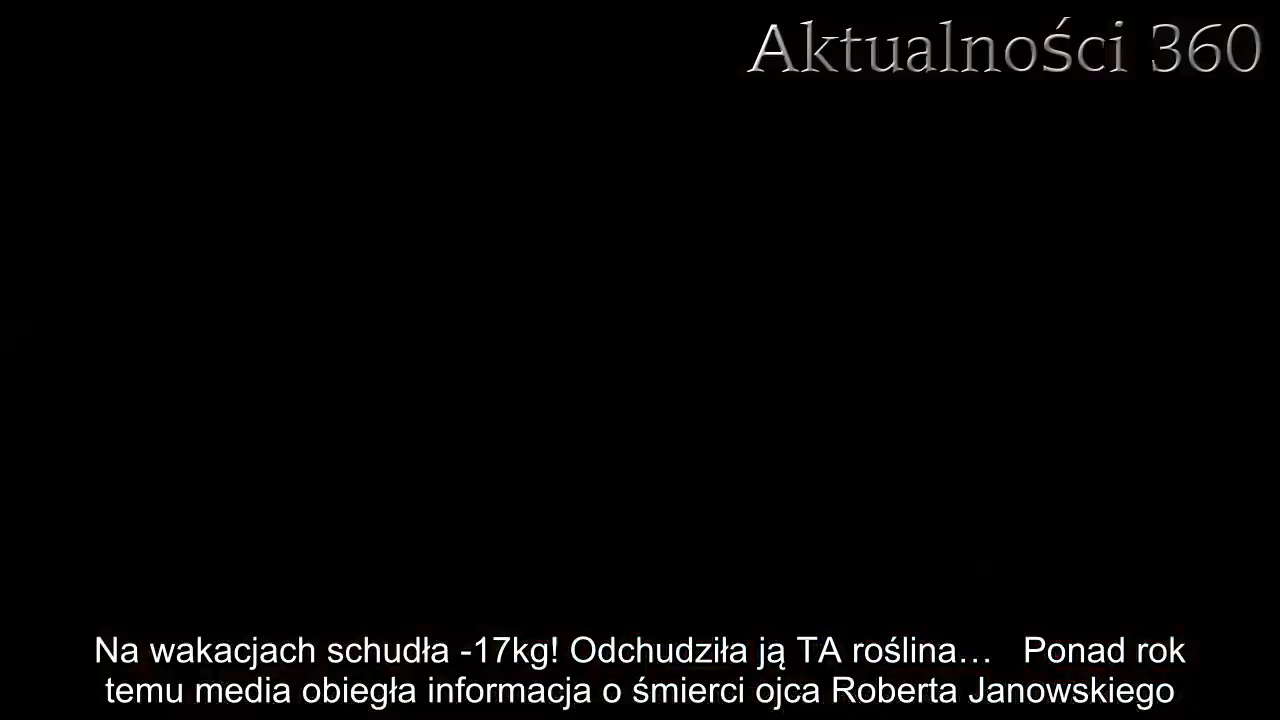 Aktualności 360
Na wakacjach schudła -17kg! Odchudziła ją TA roślina… Ponad rok
temu media obiegła informacja o śmierci ojca Roberta Janowskiego